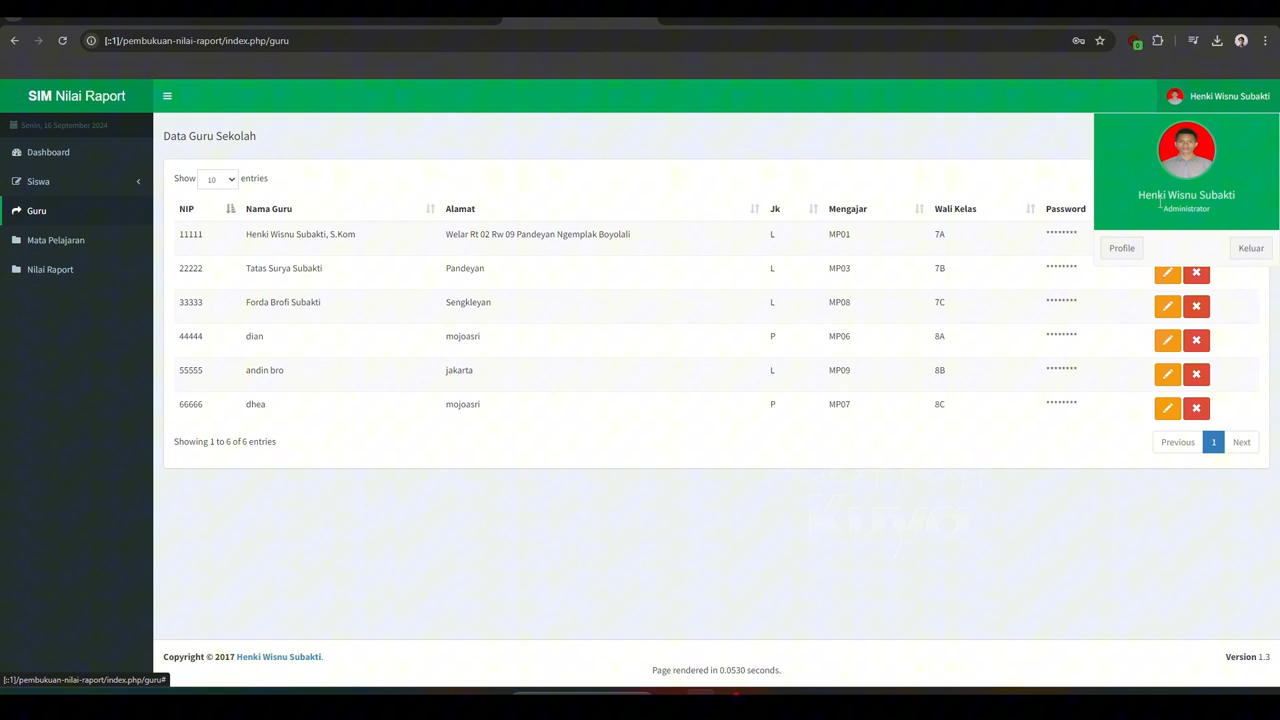 [::1]/pembukuan-nilai-raport/index.php/guru
0
SIM Nilai Raport
Henki Wisnu Subakti
Senin, 16 September 2024
Dashboard
Siswa
Guru
Mata Pelajaran
Nilai Raport
Henki Wisnu Subakti
Administrator
Profile
Keluar
Data Guru Sekolah
Show 10 entries
NIP Nama Guru Alamat Jk Mengajar Wali Kelas Password
11111 Henki Wisnu Subakti, S.Kom Welar Rt 02 Rw 09 Pandeyan Ngemplak Boyolali L MP01 7A ********
22222 Tatas Surya Subakti Pandeyan L MP03 7B ********
33333 Forda Brofi Subakti Sengkleyan L MP08 7C ********
44444 dian mojoasri P MP06 8A ********
55555 andin bro jakarta L MP09 8B ********
66666 dhea mojoasri P MP07 8C ********
Showing 1 to 6 of 6 entries
Previous 1 Next
Copyright © 2017 Henki Wisnu Subakti.
Version 1.3
Page rendered in 0.0530 seconds.
[::1]/pembukuan-nilai-raport/index.php/guru#